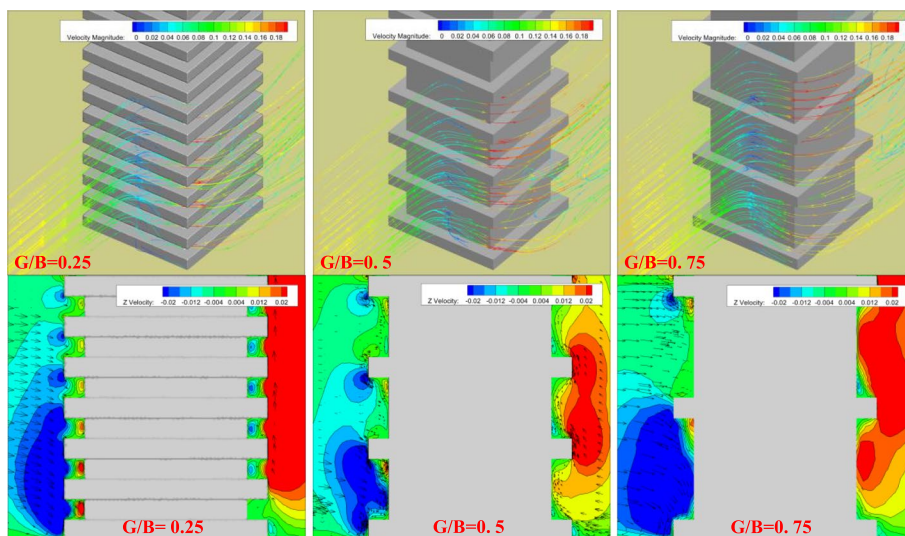 Velocity Magnitude: 0 0.02 0.04 0.06 0.08 0.1 0.12 0.14 0.16 0.18
G/B=0.25
Velocity Magnitude: 0 0.02 0.04 0.06 0.08 0.1 0.12 0.14 0.16 0.18
G/B=0. 5
Velocity Magnitude: 0 0.02 0.04 0.06 0.08 0.1 0.12 0.14 0.16 0.18
G/B=0. 75
Z Velocity: -0.02 -0.012 -0.004 0.004 0.012 0.02
G/B= 0.25
Z Velocity: -0.02 -0.012 -0.004 0.004 0.012 0.02
G/B=0. 5
Z Velocity: -0.02 -0.012 -0.004 0.004 0.012 0.02
G/B=0. 75